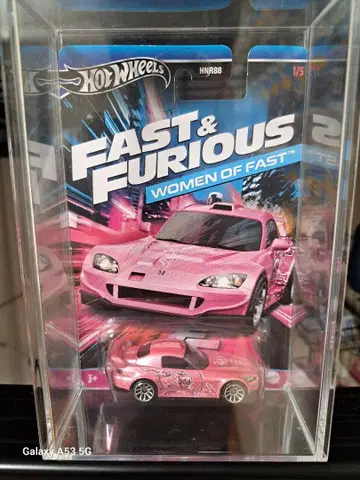 HOT WHEELS
HNR88
1/5
FAST &
FURIOUS
WOMEN OF FAST™
3+
Galaxy A53 5G